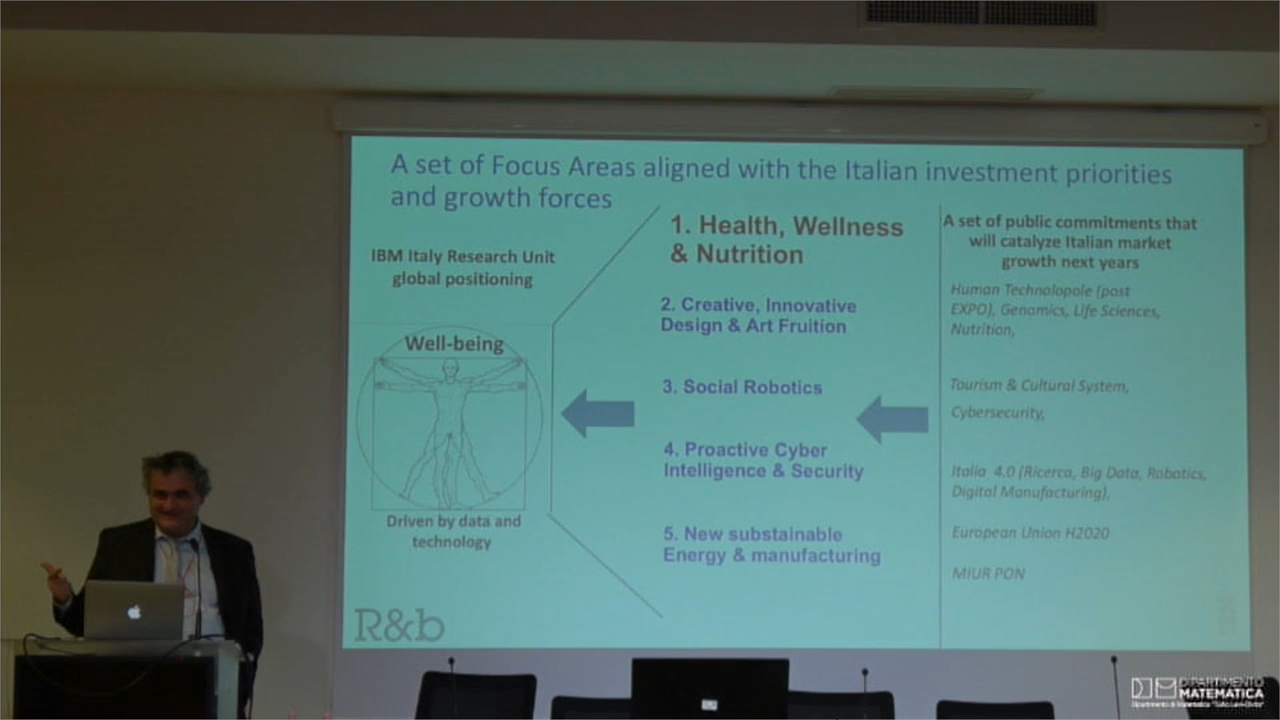 A set of Focus Areas aligned with the Italian investment priorities
and growth forces
IBM Italy Research Unit
global positioning
Well-being
Driven by data and
technology
R&b
1. Health, Wellness
& Nutrition
2. Creative, Innovative
Design & Art Fruition
3. Social Robotics
4. Proactive Cyber
Intelligence & Security
5. New substainable
Energy & manufacturing
A set of public commitments that
will catalyze Italian market
growth next years
Human Technolopole (post
EXPO), Genomics, Life Sciences,
Nutrition,
Tourism & Cultural System,
Cybersecurity,
Italia 4.0 (Ricerca, Big Data, Robotics,
Digital Manufacturing),
European Union H2020
MIUR PON
DIPARTIMENTO
MATEMATICA
Dipartimento di Matematica